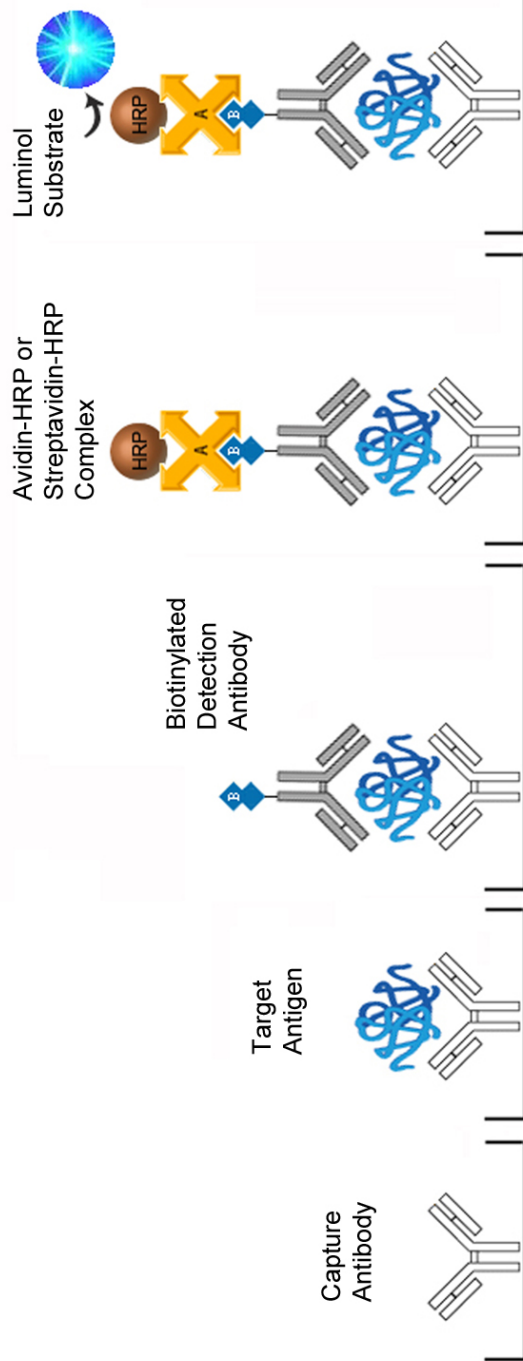 Capture
Antibody
Target
Antigen
Biotinylated
Detection
Antibody
B
Avidin-HRP or
Streptavidin-HRP
Complex
HRP
A
B
Luminol
Substrate
HRP
A
B